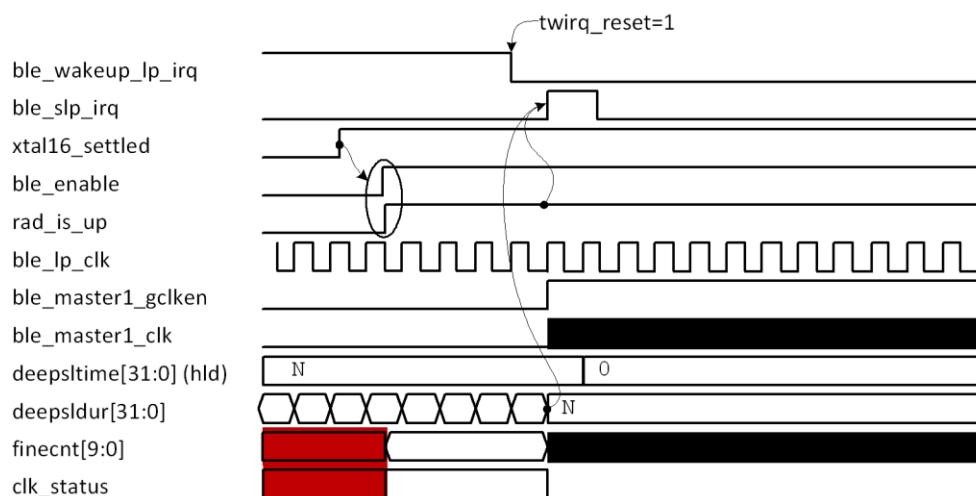 twirq_reset=1
ble_wakeup_lp_irq
ble_slp_irq
xtal16_settled
ble_enable
rad_is_up
ble_lp_clk
ble_master1_gclken
ble_master1_clk
deepsltime[31:0] (hld) N 0
deepsldur[31:0] N
finecnt[9:0]
clk_status